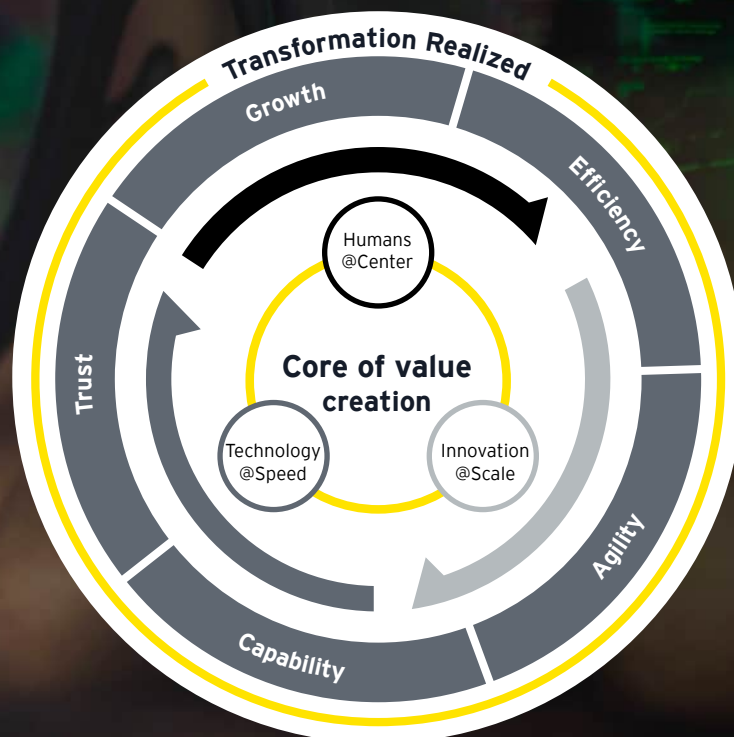 Transformation Realized
Growth
Efficiency
Humans
@Center
Trust
Core of value
creation
Technology
@Speed
Innovation
@Scale
Agility
Capability